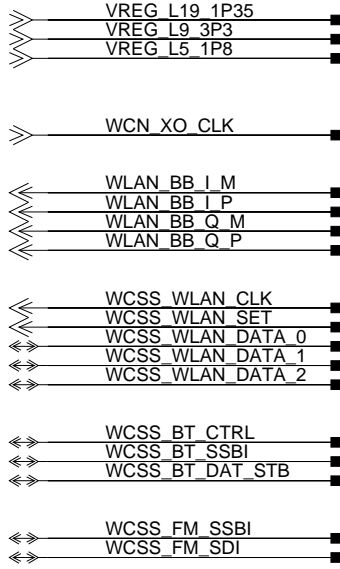 VREG_L19_1P35
VREG_L9_3P3
VREG_L5_1P8
WCN_XO_CLK
WLAN_BB_I_M
WLAN_BB_I_P
WLAN_BB_Q_M
WLAN_BB_Q_P
WCSS_WLAN_CLK
WCSS_WLAN_SET
WCSS_WLAN_DATA_0
WCSS_WLAN_DATA_1
WCSS_WLAN_DATA_2
WCSS_BT_CTRL
WCSS_BT_SSBI
WCSS_BT_DAT_STB
WCSS_FM_SSBI
WCSS_FM_SDI